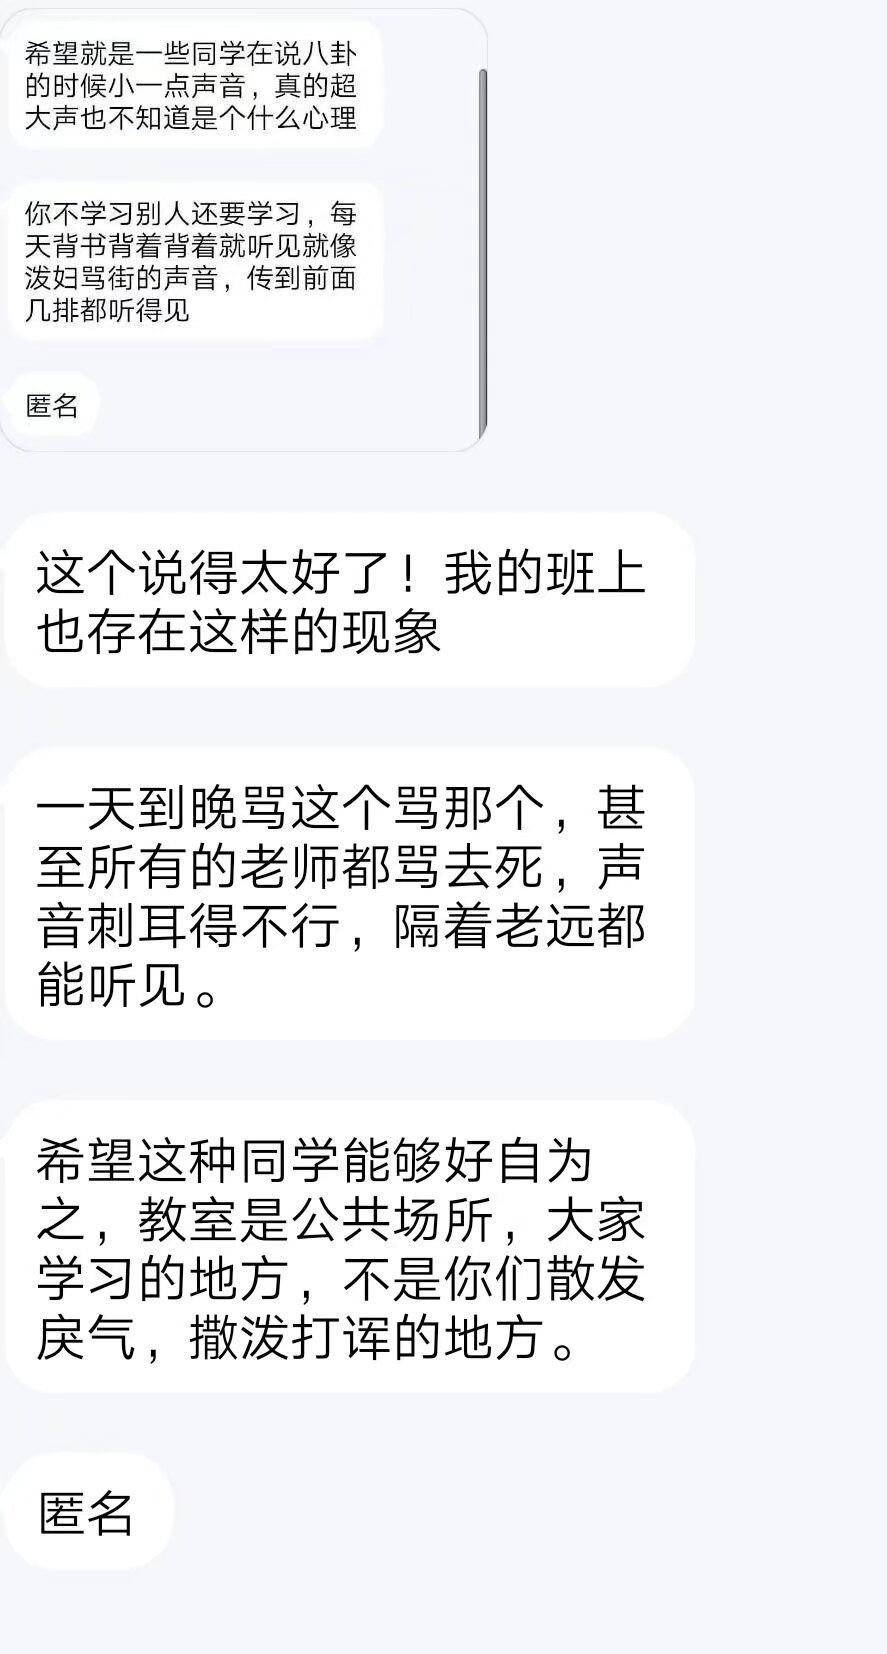 希望就是一些同学在说八卦
的时候小一点声音，真的超
大声也不知道是个什么心理
你不学习别人还要学习，每
天背书背着背着就听见就像
泼妇骂街的声音，传到前面
几排都听得见
匿名
这个说得太好了！我的班上
也存在这样的现象
一天到晚骂这个骂那个，甚
至所有的老师都骂去死，声
音刺耳得不行，隔着老远都
能听见。
希望这种同学能够好自为
之，教室是公共场所，大家
学习的地方，不是你们散发
戾气，撒泼打诨的地方。
匿名